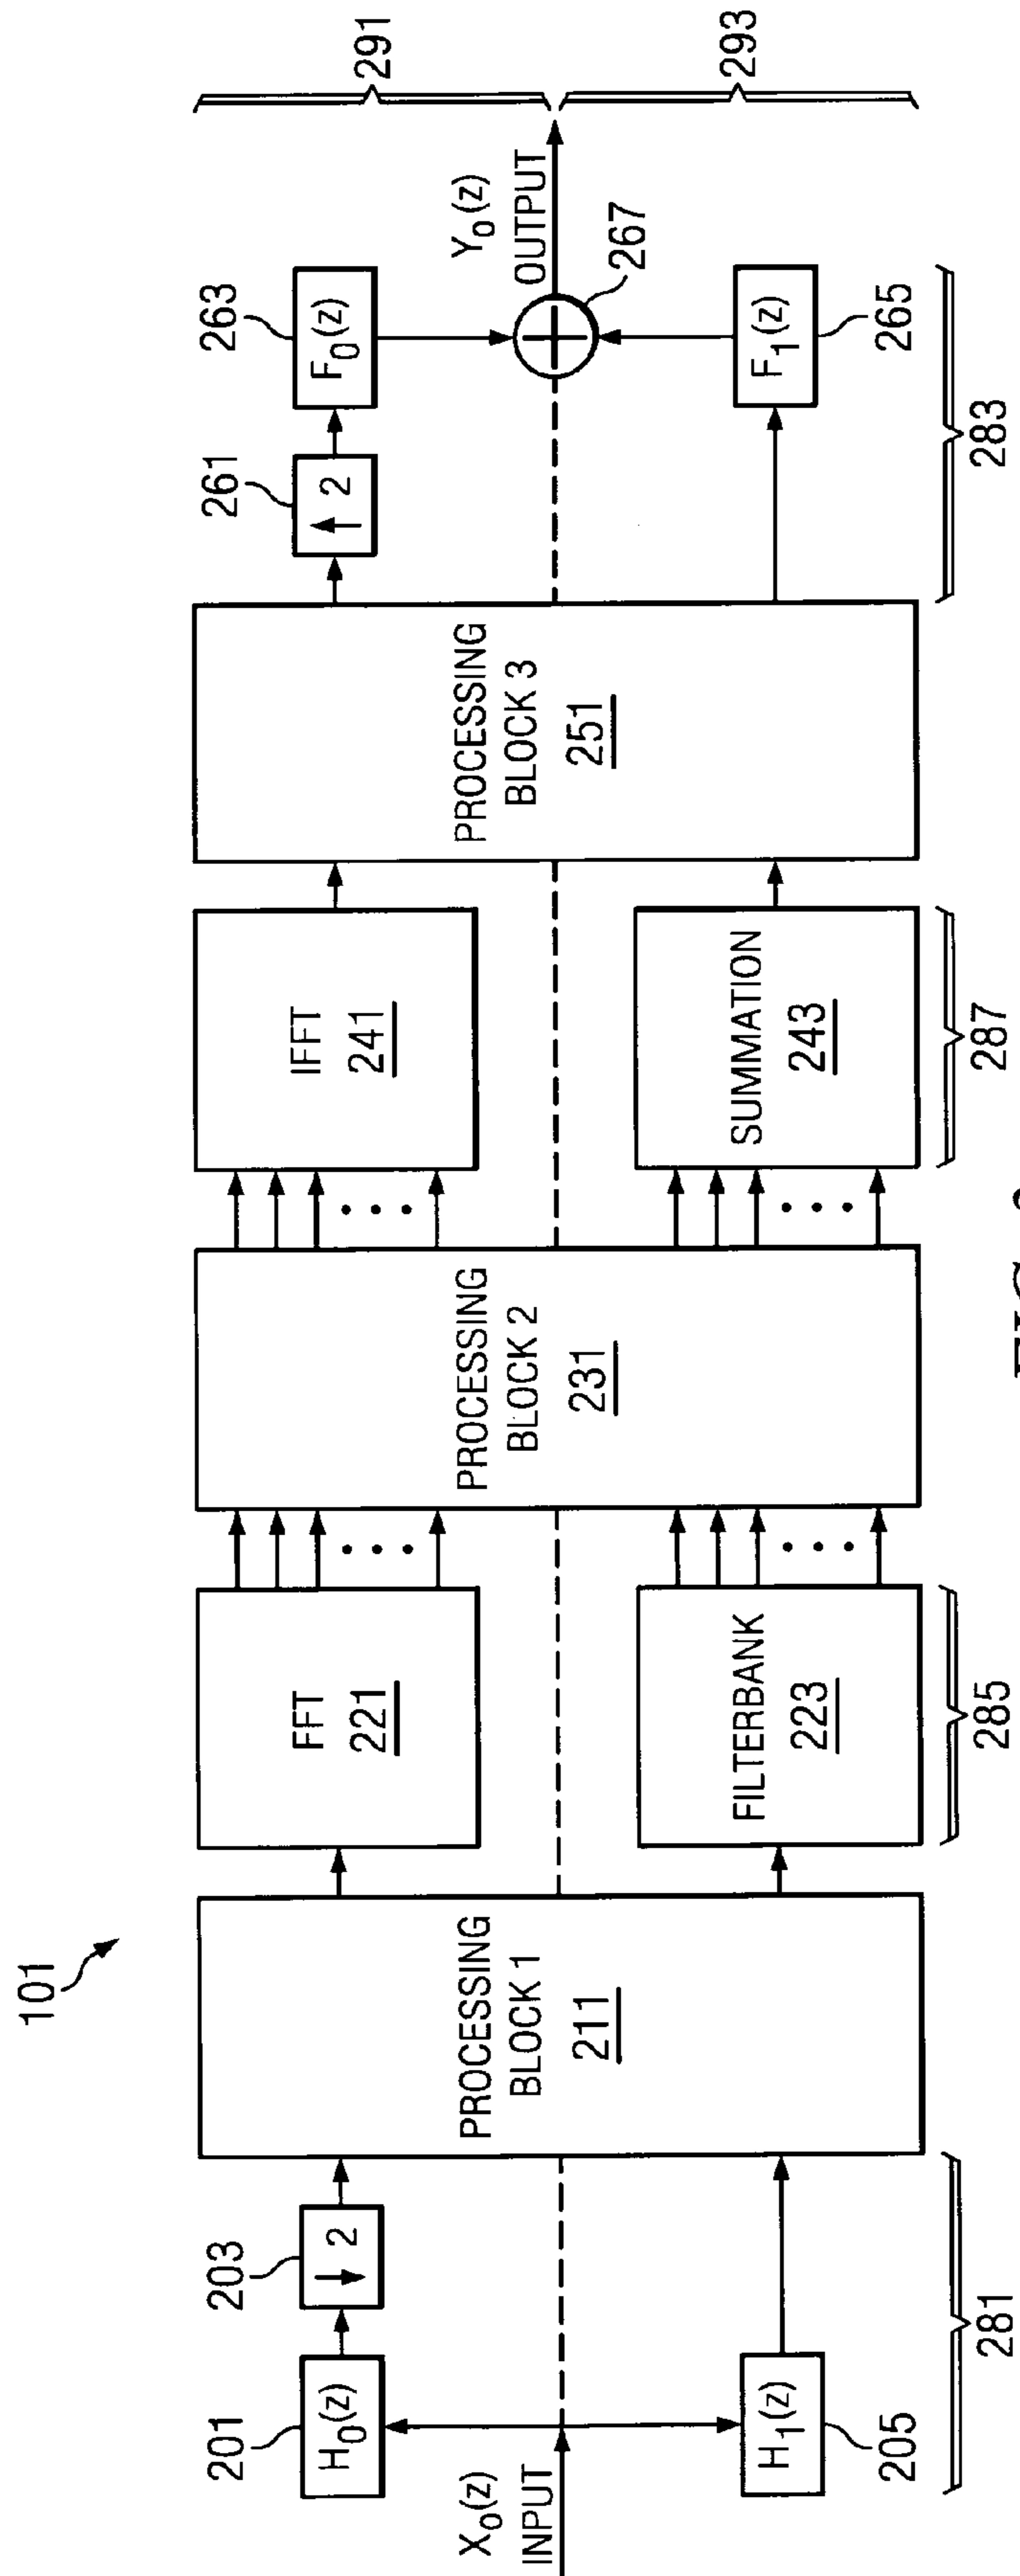 101
291
293
X0(z)
INPUT
201
H0(z)
203
↓ 2
H1(z)
205
281
PROCESSING
BLOCK 1
211
FFT
221
FILTERBANK
223
285
PROCESSING
BLOCK 2
231
IFFT
241
SUMMATION
243
287
PROCESSING
BLOCK 3
251
261
↑ 2
263
F0(z)
Y0(z)
OUTPUT
267
F1(z)
265
283